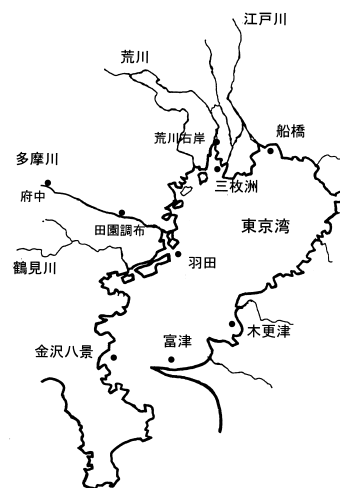 江戸川
荒川
荒川右岸
船橋
多摩川
三枚洲
府中
田園調布
東京湾
鶴見川
羽田
木更津
金沢八景
富津